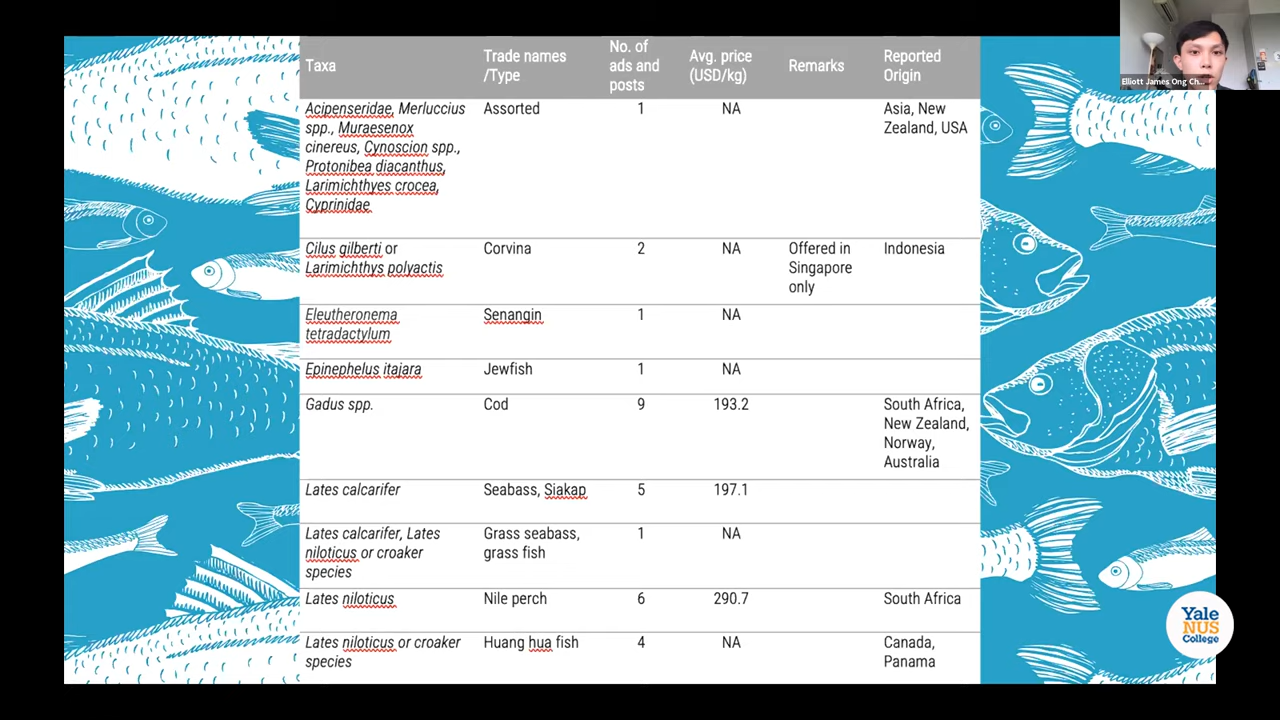 Taxa
Trade names
/Type
No. of
ads and
posts
Avg. price
(USD/kg)
Remarks
Reported
Origin
Acipenseridae, Merluccius
spp., Muraesenox
cinereus, Cynoscion spp.,
Protonibea diacanthus,
Larimichthyes crocea,
Cyprinidae
Assorted
1
NA
Asia, New
Zealand, USA
Cilus gilberti or
Larimichthys polyactis
Corvina
2
NA
Offered in
Singapore
only
Indonesia
Eleutheronema
tetradactylum
Senangin
1
NA
Epinephelus itajara
Jewfish
1
NA
Gadus spp.
Cod
9
193.2
South Africa,
New Zealand,
Norway,
Australia
Lates calcarifer
Seabass, Siakap
5
197.1
Lates calcarifer, Lates
niloticus or croaker
species
Grass seabass,
grass fish
1
NA
Lates niloticus
Nile perch
6
290.7
South Africa
Lates niloticus or croaker
species
Huang hua fish
4
NA
Canada,
Panama
Elliott James Ong Ch...
Yale
NUS
College